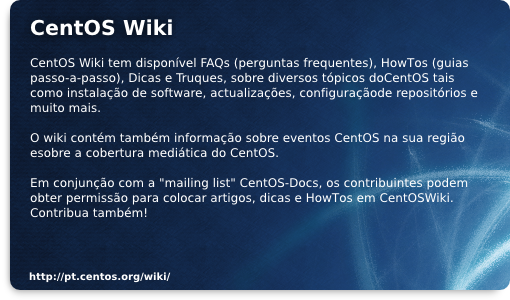 CentOS Wiki
CentOS Wiki tem disponível FAQs (perguntas frequentes), HowTos (guias
passo-a-passo), Dicas e Truques, sobre diversos tópicos doCentOS tais
como instalação de software, actualizações, configuraçãode repositórios e
muito mais.
O wiki contém também informação sobre eventos CentOS na sua região
esobre a cobertura mediática do CentOS.
Em conjunção com a "mailing list" CentOS-Docs, os contribuintes podem
obter permissão para colocar artigos, dicas e HowTos em CentOSWiki.
Contribua também!
http://pt.centos.org/wiki/